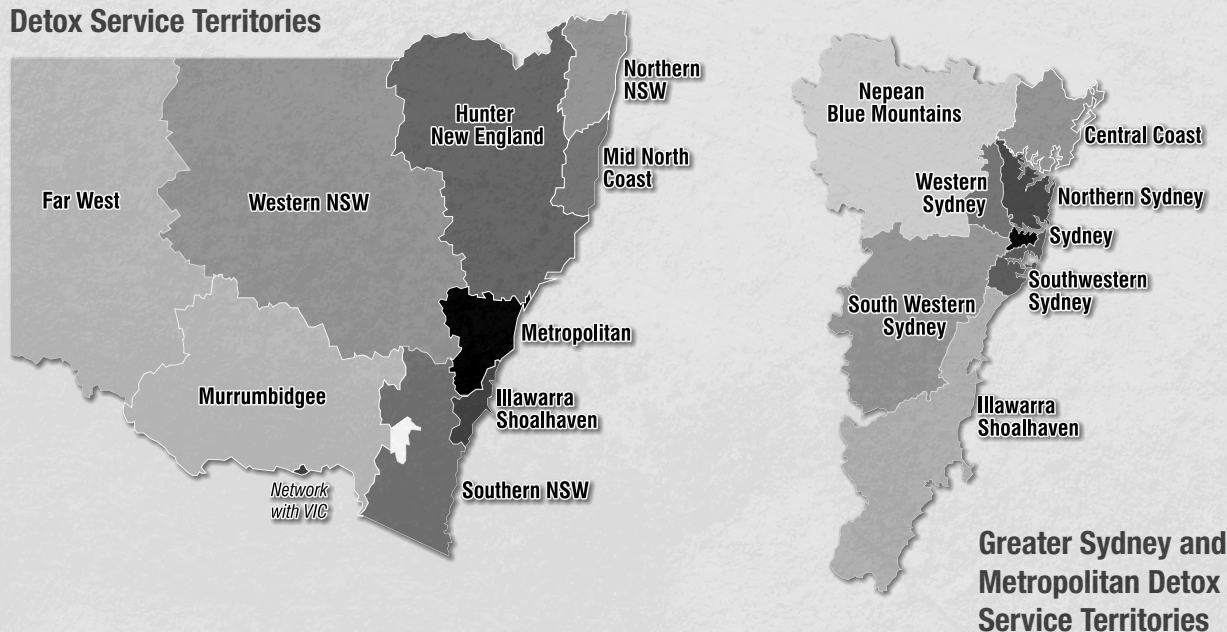 Detox Service Territories
Far West
Western NSW
Hunter
New England
Northern
NSW
Mid North
Coast
Metropolitan
Murrumbidgee
Illawarra
Shoalhaven
Network
with VIC
Southern NSW
Nepean
Blue Mountains
Central Coast
Western
Sydney
Northern Sydney
Sydney
Southwestern
Sydney
South Western
Sydney
Illawarra
Shoalhaven
Greater Sydney and
Metropolitan Detox
Service Territories